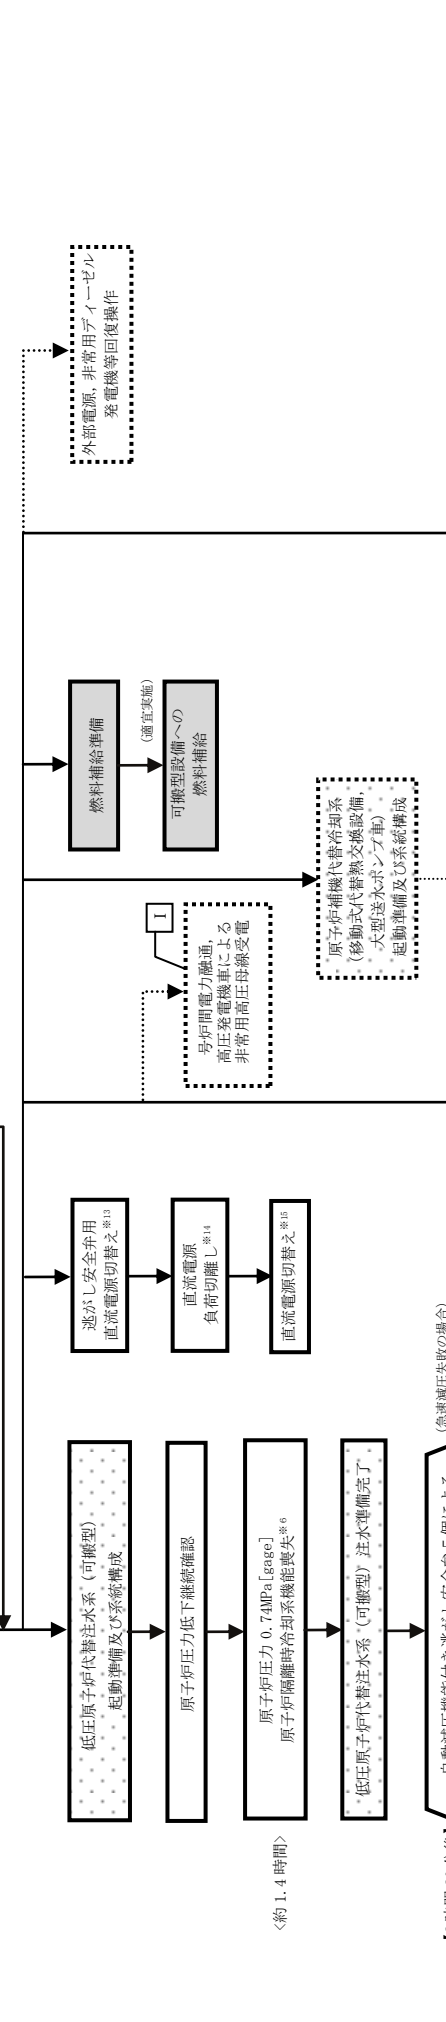 低圧原子炉代替注水系（可搬型）
起動準備及び系統構成
原子炉圧力低下継続確認
<約 1.4 時間>
原子炉圧力 0.74MPa[gage]
原子炉隔離時冷却系機能喪失※6
低圧原子炉代替注水系（可搬型）注水準備完了
(急速減圧失敗の場合)
逃がし安全弁用
直流電源切替え※13
直流電源
負荷切離し※14
直流電源切替え※15
I
号炉間電力融通,
高圧発電機車による
非常用高圧母線受電
原子炉補機代替冷却系
(移動式代替熱交換設備,
大型送水ポンプ車)
起動準備及び系統構成
燃料補給準備
(適宜実施)
可搬型設備への
燃料補給
外部電源, 非常用ディーゼル
発電機等回復操作